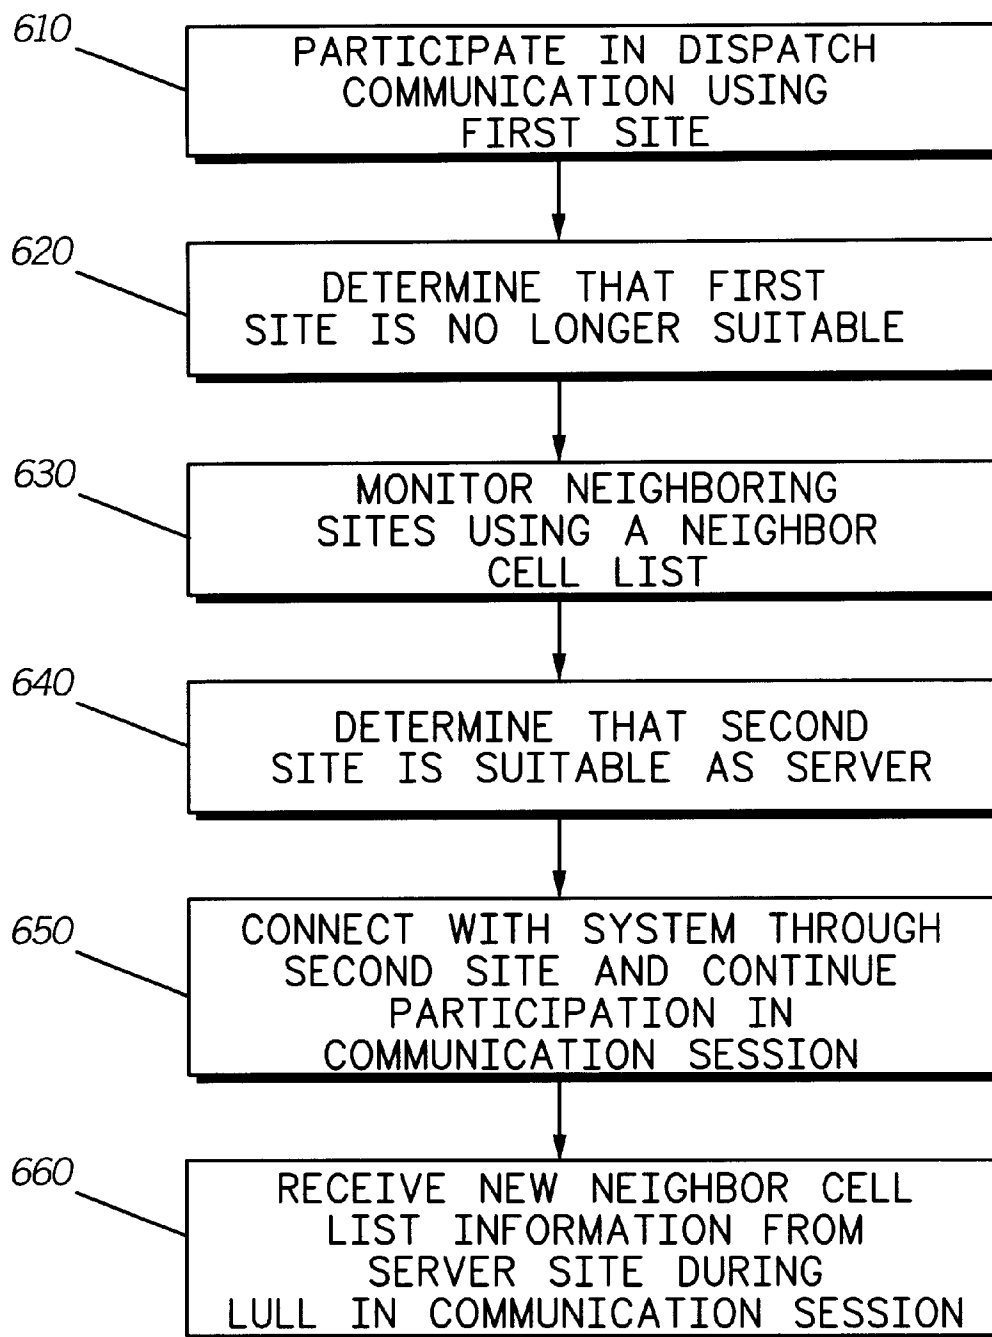 610
PARTICIPATE IN DISPATCH
COMMUNICATION USING
FIRST SITE
620
DETERMINE THAT FIRST
SITE IS NO LONGER SUITABLE
630
MONITOR NEIGHBORING
SITES USING A NEIGHBOR
CELL LIST
640
DETERMINE THAT SECOND
SITE IS SUITABLE AS SERVER
650
CONNECT WITH SYSTEM THROUGH
SECOND SITE AND CONTINUE
PARTICIPATION IN
COMMUNICATION SESSION
660
RECEIVE NEW NEIGHBOR CELL
LIST INFORMATION FROM
SERVER SITE DURING
LULL IN COMMUNICATION SESSION